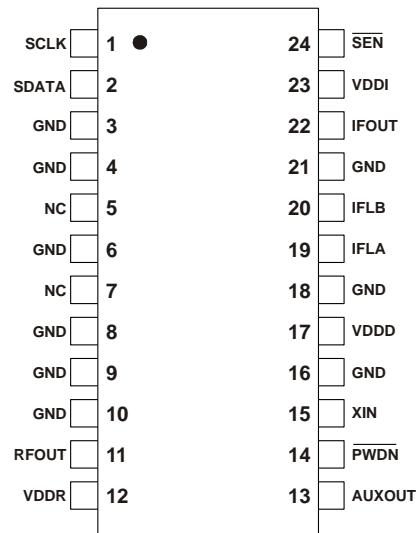 SCLK 1 24 S̅E̅N̅
SDATA 2 23 VDDI
GND 3 22 IFOUT
GND 4 21 GND
NC 5 20 IFLB
GND 6 19 IFLA
NC 7 18 GND
GND 8 17 VDDD
GND 9 16 GND
GND 10 15 XIN
RFOUT 11 14 P̅W̅D̅N̅
VDDR 12 13 AUXOUT